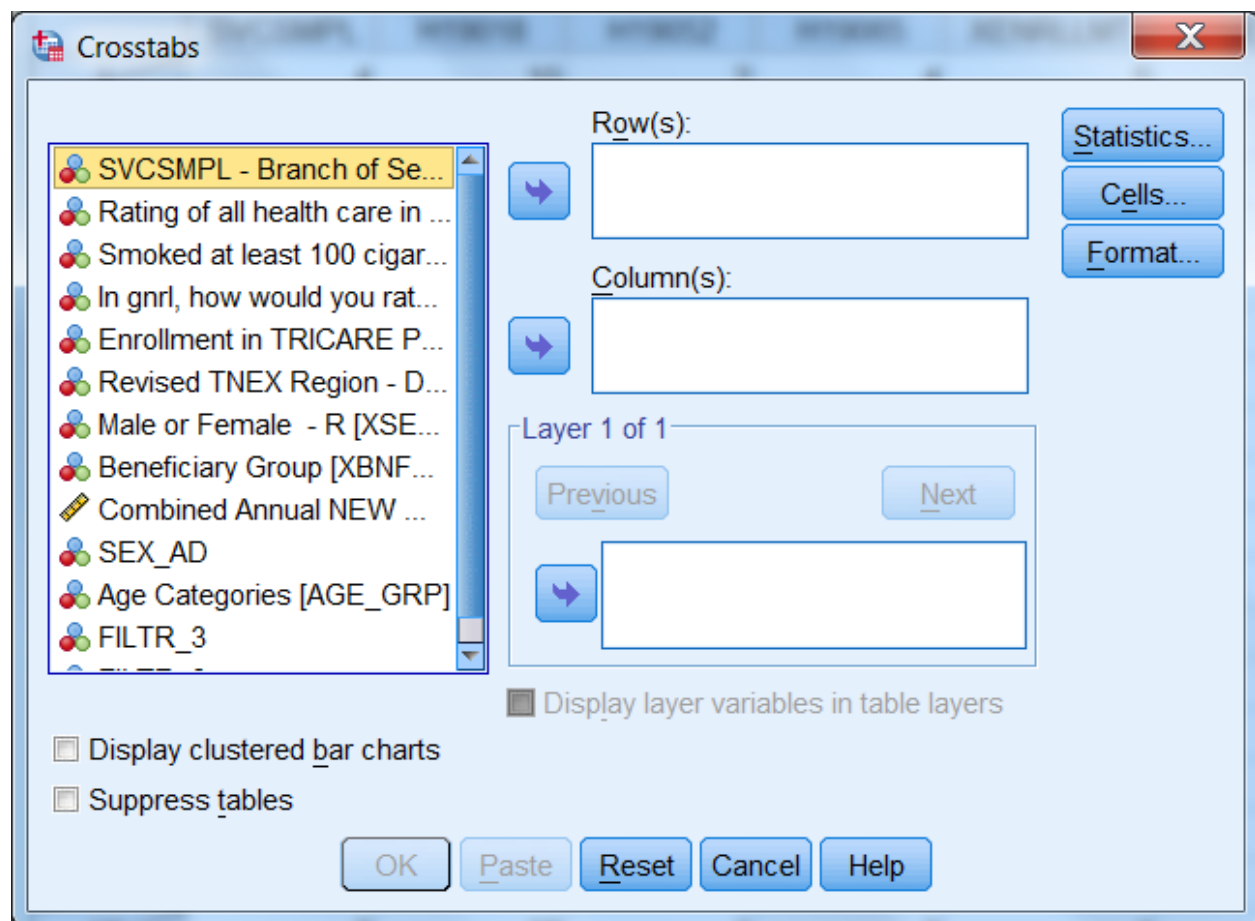 Crosstabs
X
SVCSMPL - Branch of Se...
Rating of all health care in ...
Smoked at least 100 cigar...
In gnrl, how would you rat...
Enrollment in TRICARE P...
Revised TNEX Region - D...
Male or Female - R [XSE...
Beneficiary Group [XBNF...
Combined Annual NEW ...
SEX_AD
Age Categories [AGE_GRP]
FILTR_3
Row(s):
Column(s):
Layer 1 of 1
Previous
Next
Display layer variables in table layers
Statistics...
Cells...
Format...
Display clustered bar charts
Suppress tables
OK
Paste
Reset
Cancel
Help